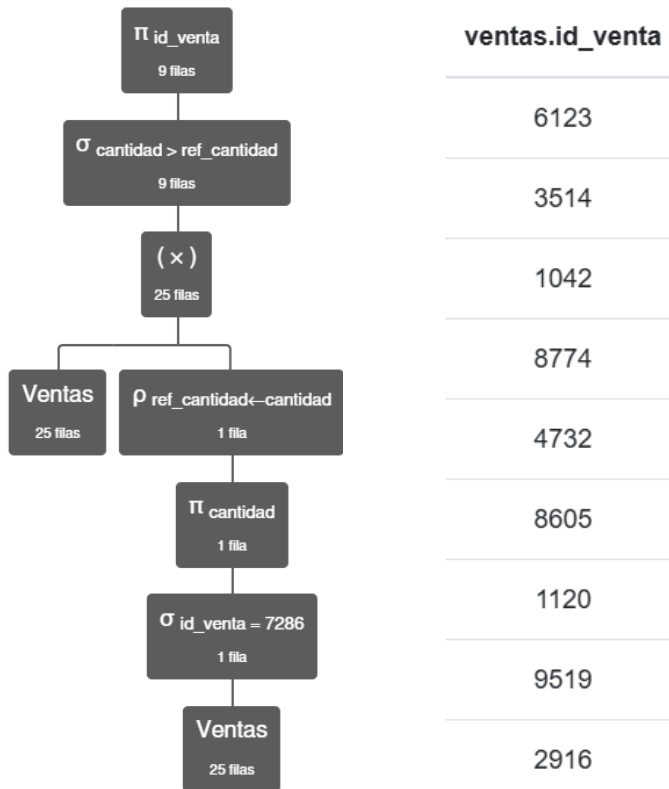 π id_venta
9 filas
σ cantidad > ref_cantidad
9 filas
( × )
25 filas
Ventas
25 filas
ρ ref_cantidad←cantidad
1 fila
π cantidad
1 fila
σ id_venta = 7286
1 fila
Ventas
25 filas
ventas.id_venta
6123
3514
1042
8774
4732
8605
1120
9519
2916